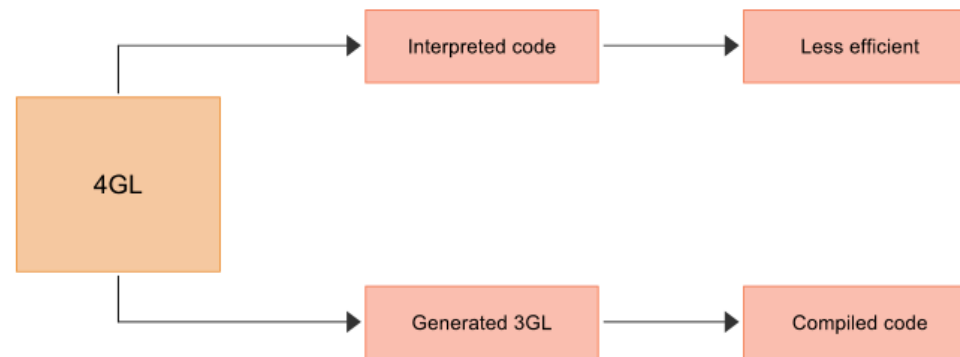 Interpreted code
Less efficient
4GL
Generated 3GL
Compiled code